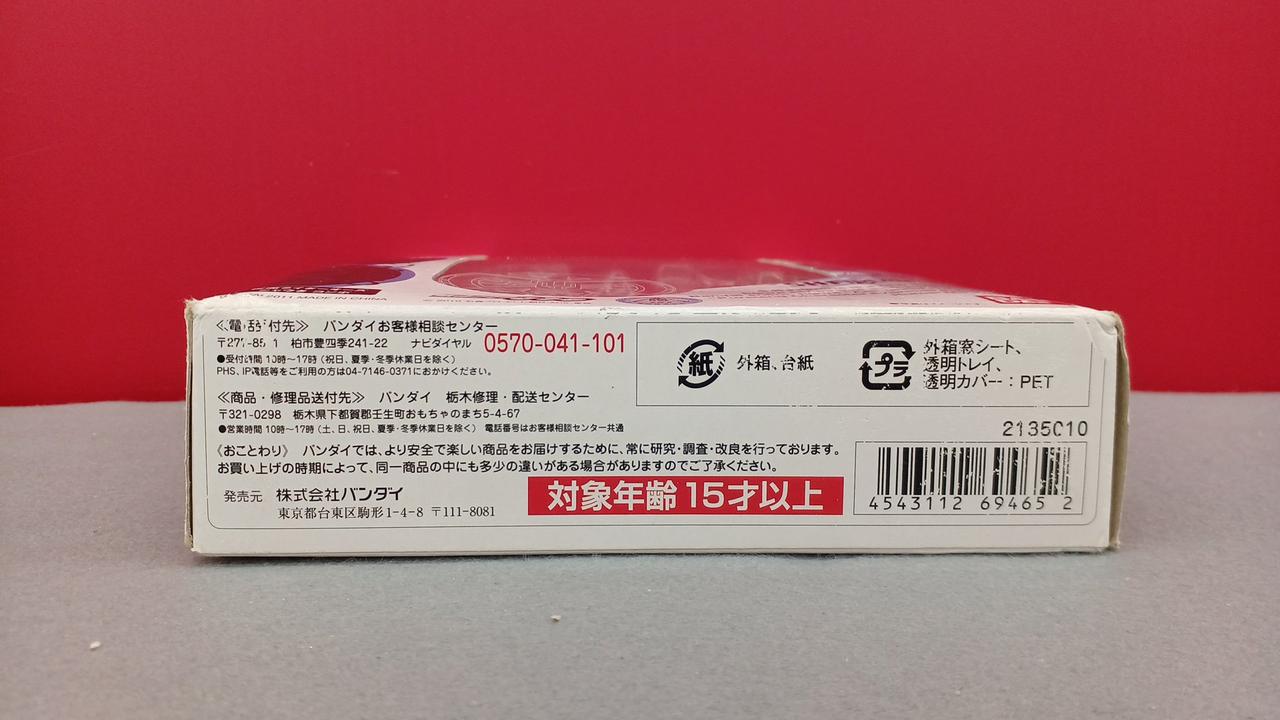 2011 MADE IN CHINA
付先≫ バンダイお客様相談センター
柏市豊四季241-22 ナビダイヤル 0570-041-101
●受付時間 10時～17時(祝日、夏季・冬季休業日を除く)
PHS、IP電話等をご利用の方は04-7146-0371におかけください。
≪商品・修理品送付先≫ バンダイ 栃木修理・配送センター
〒321-0298 栃木県下都賀郡壬生町おもちゃのまち5-4-67
●営業時間 10時～17時(土、日、祝日、夏季・冬季休業日を除く) 電話番号はお客様相談センター共通
《おことわり》 バンダイでは、より安全で楽しい商品をお届けするために、常に研究・調査・改良を行っております。
お買い上げの時期によって、同一商品の中にも多少の違いがある場合がありますのでご了承ください。
発売元 株式会社バンダイ
東京都台東区駒形1-4-8 〒111-8081
対象年齢15才以上
紙 外箱、台紙
プラ 外箱窓シート、
透明トレイ、
透明カバー：PET
2135010
4543112 694652